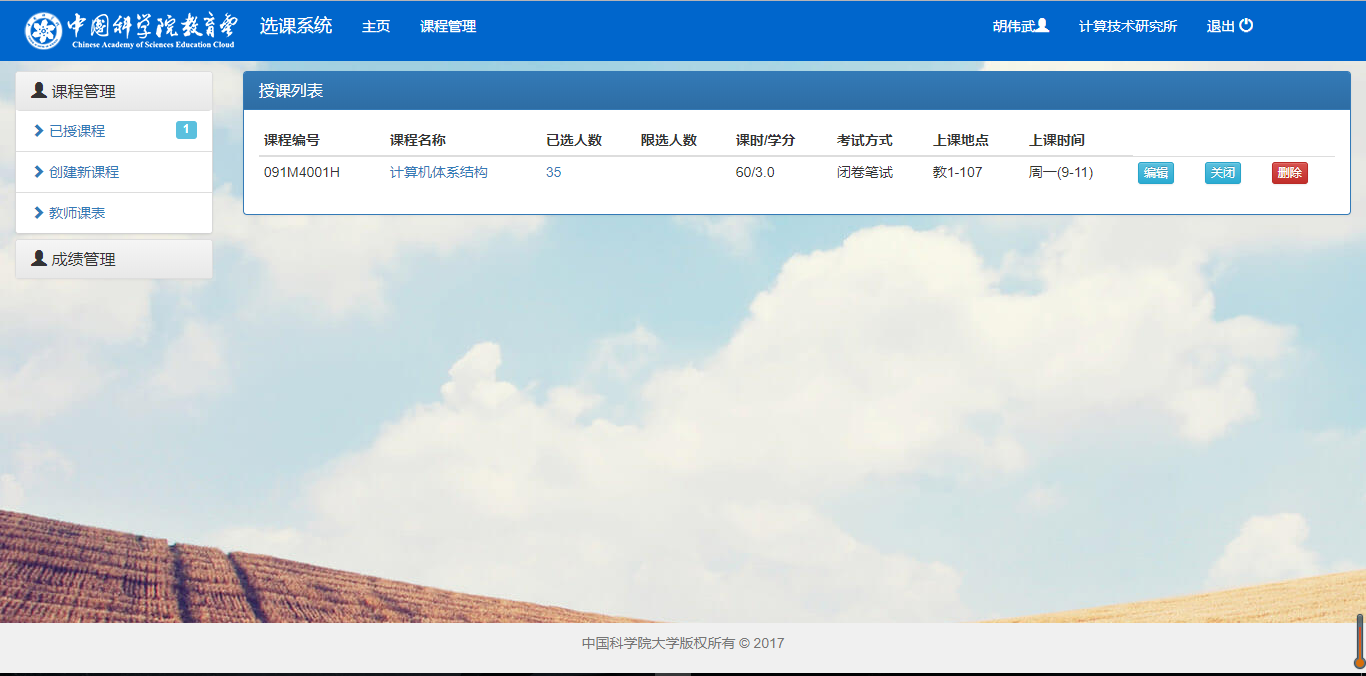 中国科学院教育云
Chinese Academy of Sciences Education Cloud
选课系统 主页 课程管理 胡伟武 计算技术研究所 退出
课程管理
已授课程 1
创建新课程
教师课表
成绩管理
授课列表
课程编号 课程名称 已选人数 限选人数 课时/学分 考试方式 上课地点 上课时间
091M4001H 计算机体系结构 35 60/3.0 闭卷笔试 教1-107 周一(9-11) 编辑 关闭 删除
中国科学院大学版权所有 © 2017